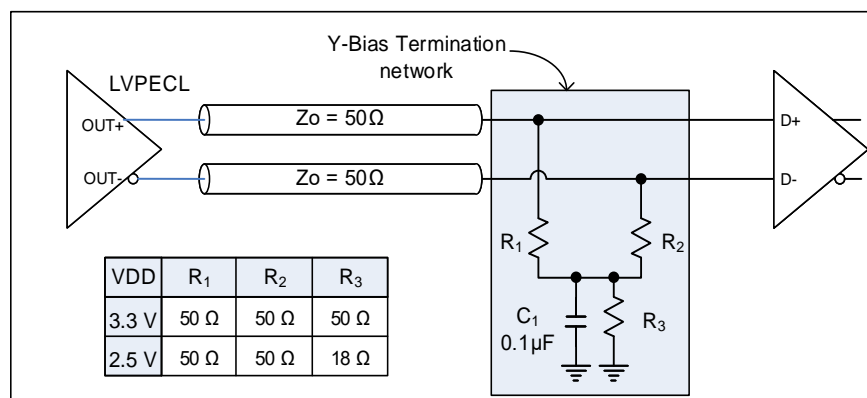 Y-Bias Termination
network
LVPECL
OUT+
Zo = 50Ω
D+
OUT-
Zo = 50Ω
D-
R1
R2
VDD R1 R2 R3
3.3 V 50 Ω 50 Ω 50 Ω
2.5 V 50 Ω 50 Ω 18 Ω
C1
0.1µF
R3